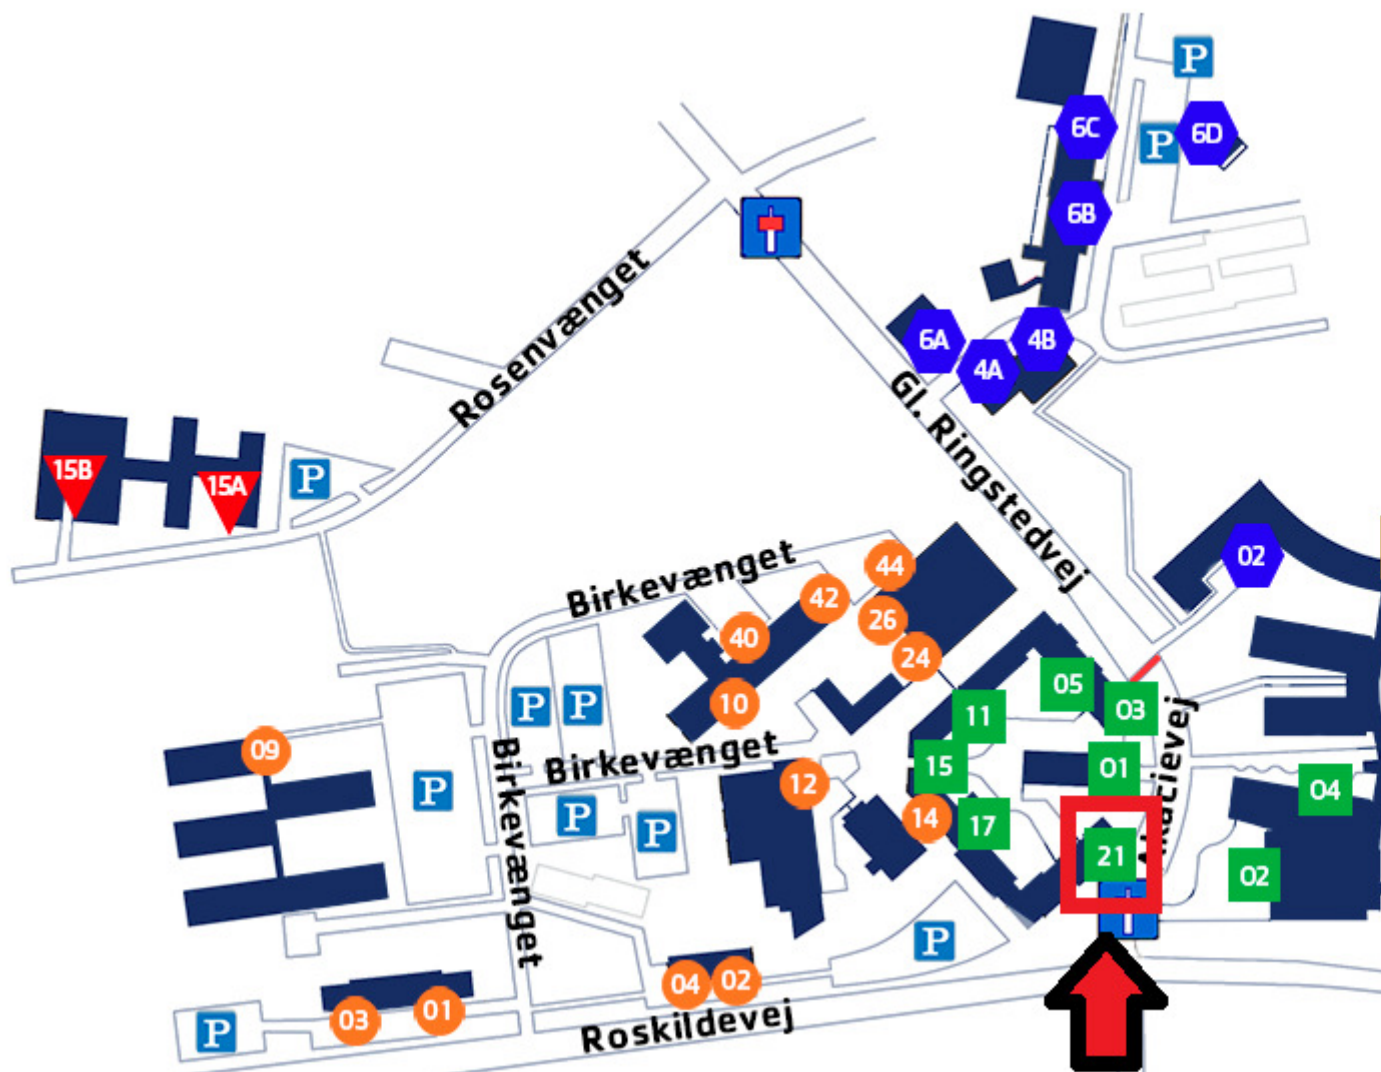 P
6C
P
6D
6B
Rosenvænget
6A
4B
4A
Gl. Ringstedvej
15B
15A
P
02
Birkevænget
44
42
26
40
24
05
10
11
03
P
P
09
Birkevænget
15
01
Akacievej
04
12
P
Birkevænget
P
P
14
17
21
02
P
04
02
03
01
P
Roskildevej